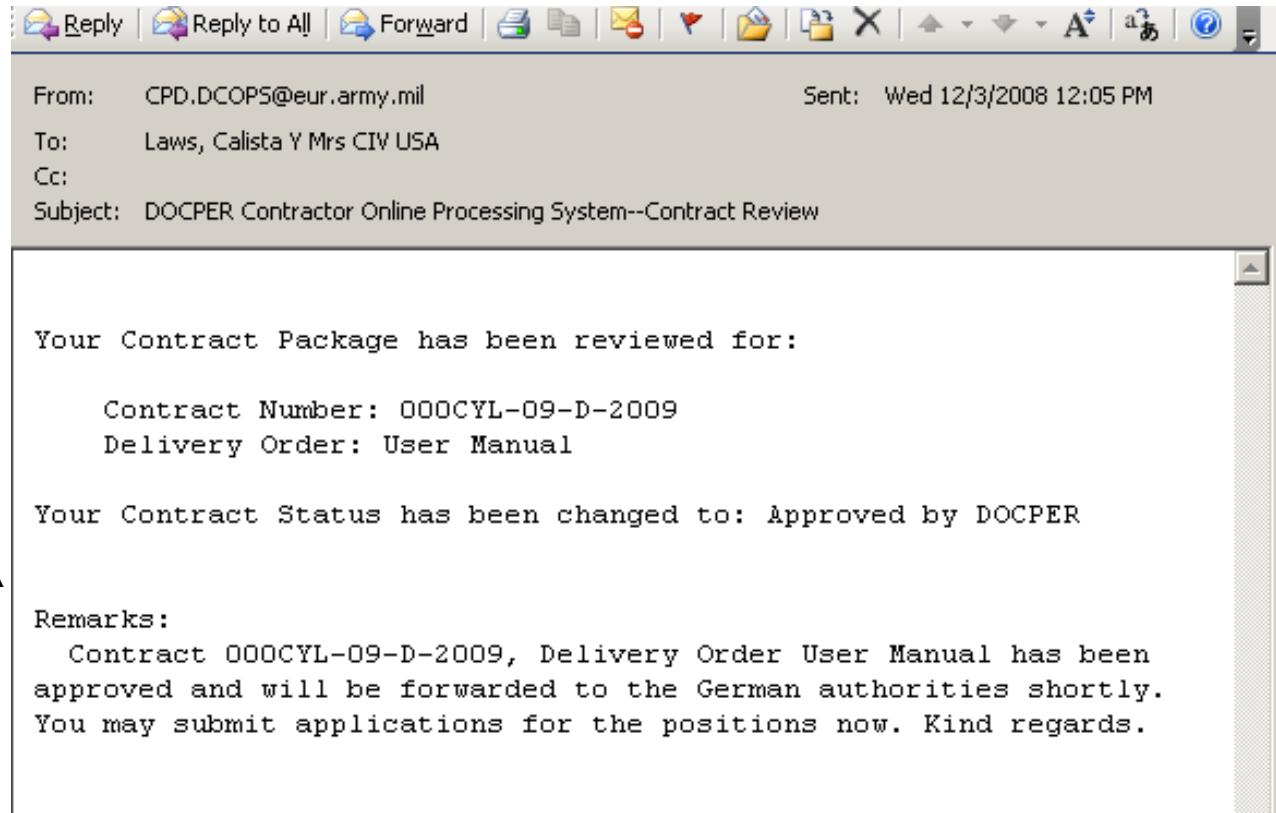 Reply Reply to All Forward
From: CPD.DCOPS@eur.army.mil Sent: Wed 12/3/2008 12:05 PM
To: Laws, Calista Y Mrs CIV USA
Cc:
Subject: DOCPER Contractor Online Processing System--Contract Review
Your Contract Package has been reviewed for:
Contract Number: 000CYL-09-D-2009
Delivery Order: User Manual
Your Contract Status has been changed to: Approved by DOCPER
Remarks:
Contract 000CYL-09-D-2009, Delivery Order User Manual has been
approved and will be forwarded to the German authorities shortly.
You may submit applications for the positions now. Kind regards.